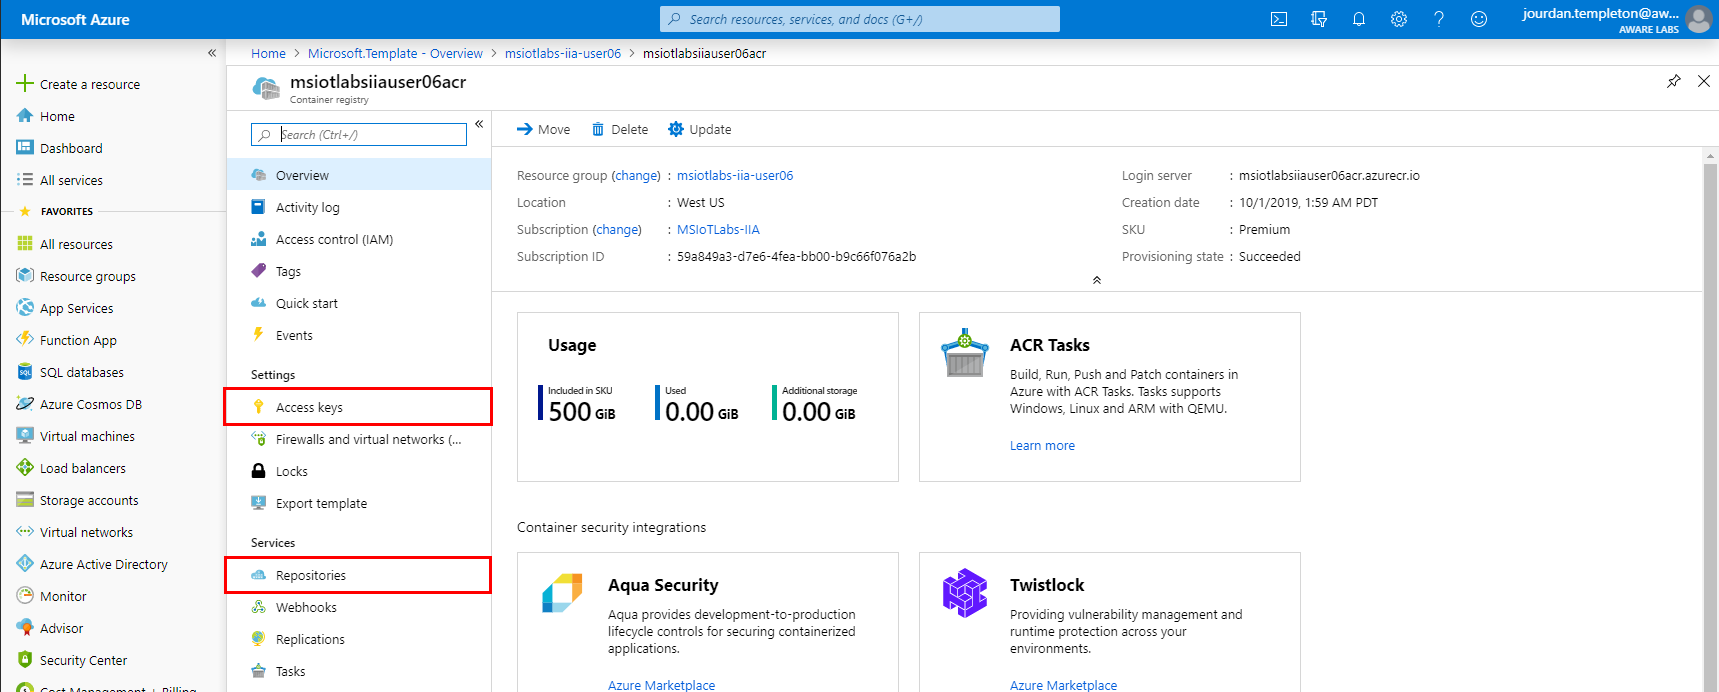 Microsoft Azure
Search resources, services, and docs (G+/)
jourdan.templeton@aw...
AWARE LABS
Create a resource
Home
Dashboard
All services
FAVORITES
All resources
Resource groups
App Services
Function App
SQL databases
Azure Cosmos DB
Virtual machines
Load balancers
Storage accounts
Virtual networks
Azure Active Directory
Monitor
Advisor
Security Center
Cost Management + Billing
Home > Microsoft.Template - Overview > msiotlabs-iia-user06 > msiotlabsiiauser06acr
msiotlabsiiauser06acr
Container registry
Search (Ctrl+/)
Overview
Activity log
Access control (IAM)
Tags
Quick start
Events
Settings
Access keys
Firewalls and virtual networks (...
Locks
Export template
Services
Repositories
Webhooks
Replications
Tasks
Move Delete Update
Resource group (change) : msiotlabs-iia-user06
Location : West US
Subscription (change) : MSIoTLabs-IIA
Subscription ID : 59a849a3-d7e6-4fea-bb00-b9c66f076a2b
Login server : msiotlabsiiauser06acr.azurecr.io
Creation date : 10/1/2019, 1:59 AM PDT
SKU : Premium
Provisioning state : Succeeded
Usage
Included in SKU
500 GiB
Used
0.00 GiB
Additional storage
0.00 GiB
ACR Tasks
Build, Run, Push and Patch containers in
Azure with ACR Tasks. Tasks supports
Windows, Linux and ARM with QEMU.
Learn more
Container security integrations
Aqua Security
Aqua provides development-to-production
lifecycle controls for securing containerized
applications.
Azure Marketplace
Twistlock
Providing vulnerability management and
runtime protection across your
environments.
Azure Marketplace